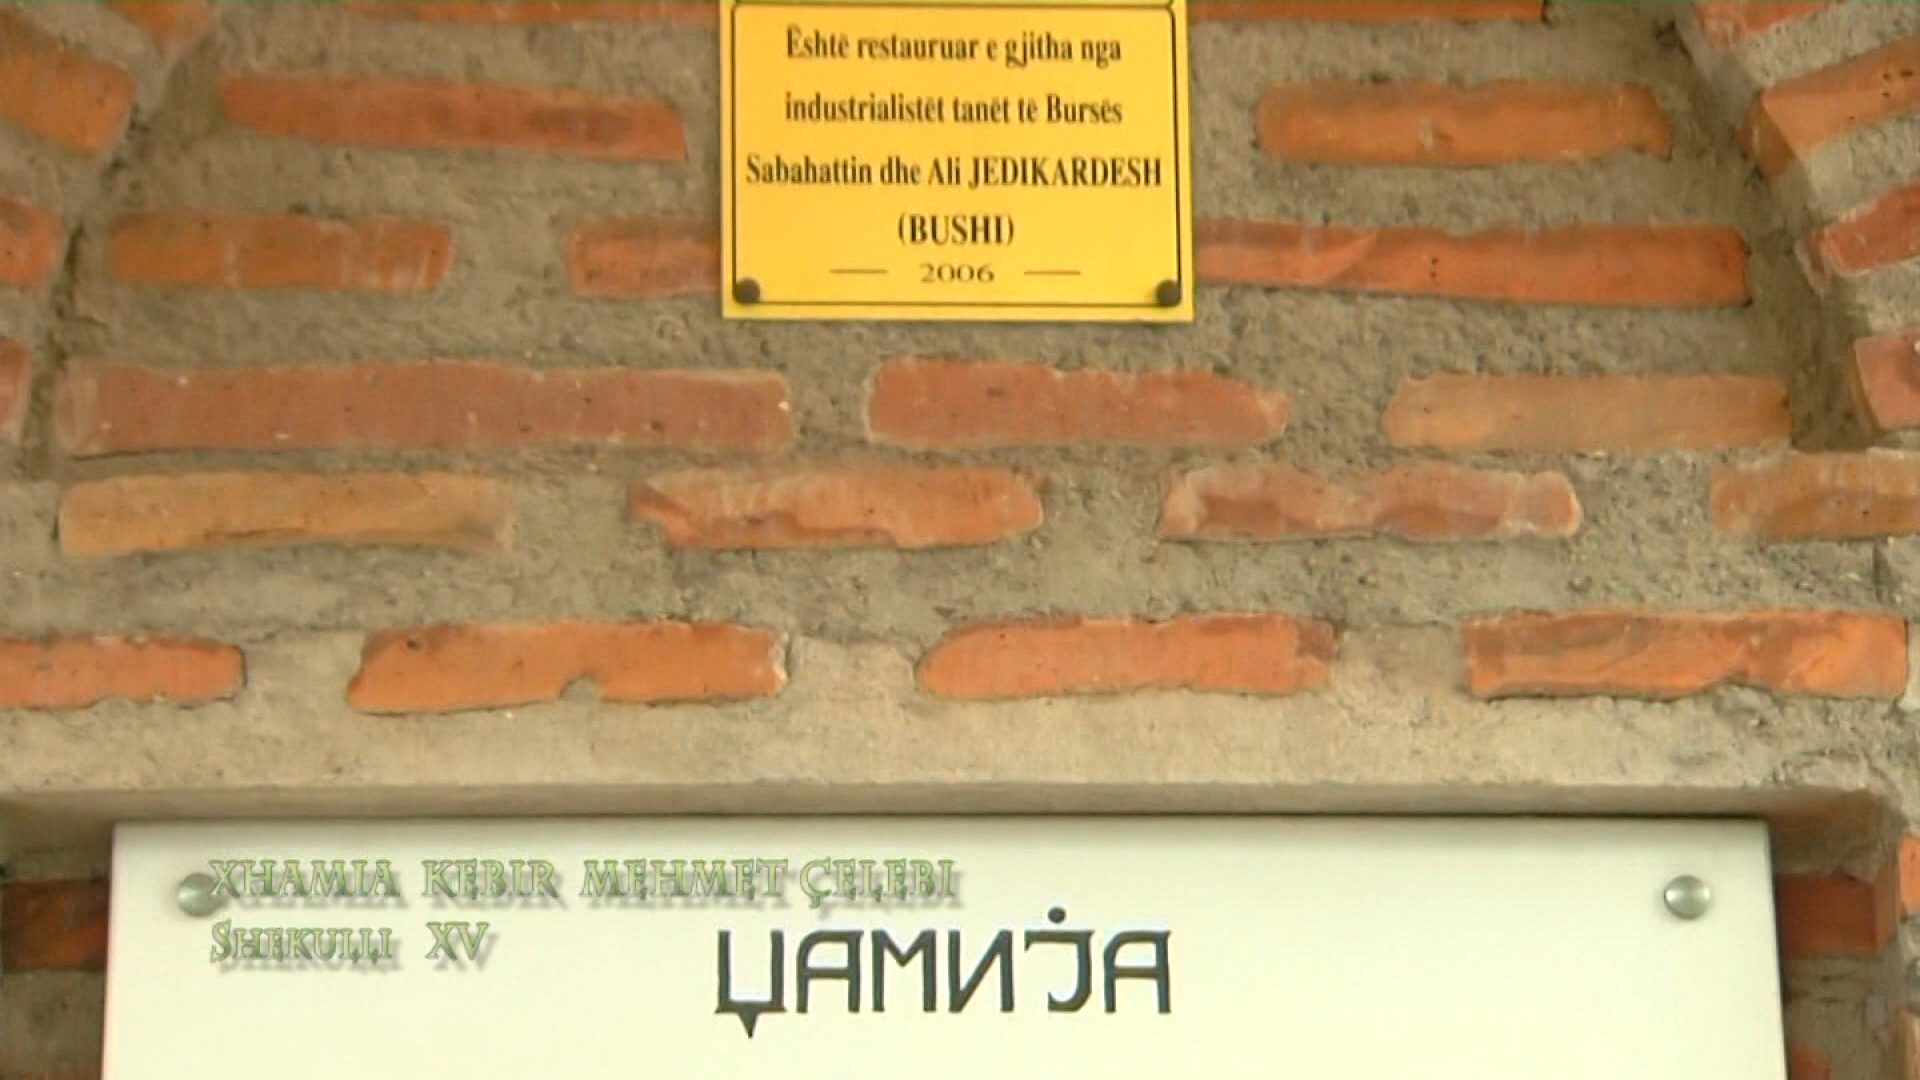 Është restauruar e gjitha nga
industrialistët tanët të Bursës
Sabahattin dhe Ali JEDIKARDESH
(BUSHI)
2006
XHAMIA KEBIR MEHMET ÇELEBI
SHEKULLI XV
ЏАМИЈА